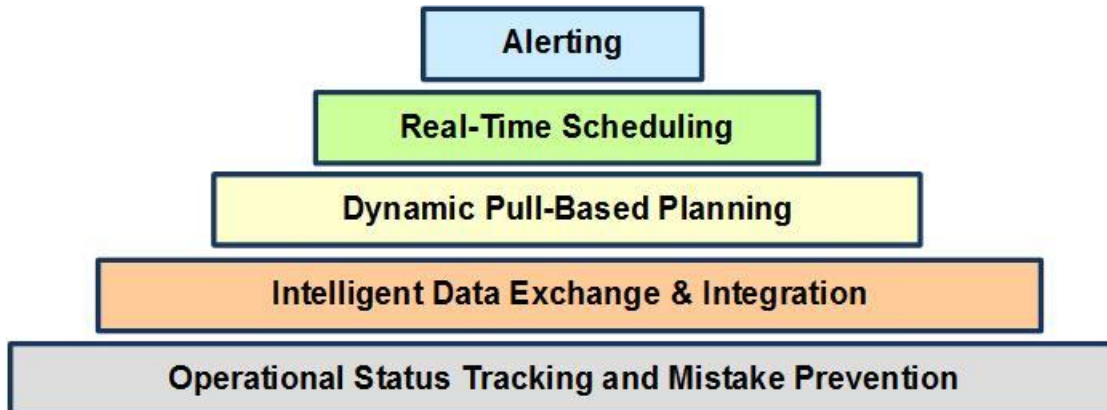 Alerting
Real-Time Scheduling
Dynamic Pull-Based Planning
Intelligent Data Exchange & Integration
Operational Status Tracking and Mistake Prevention